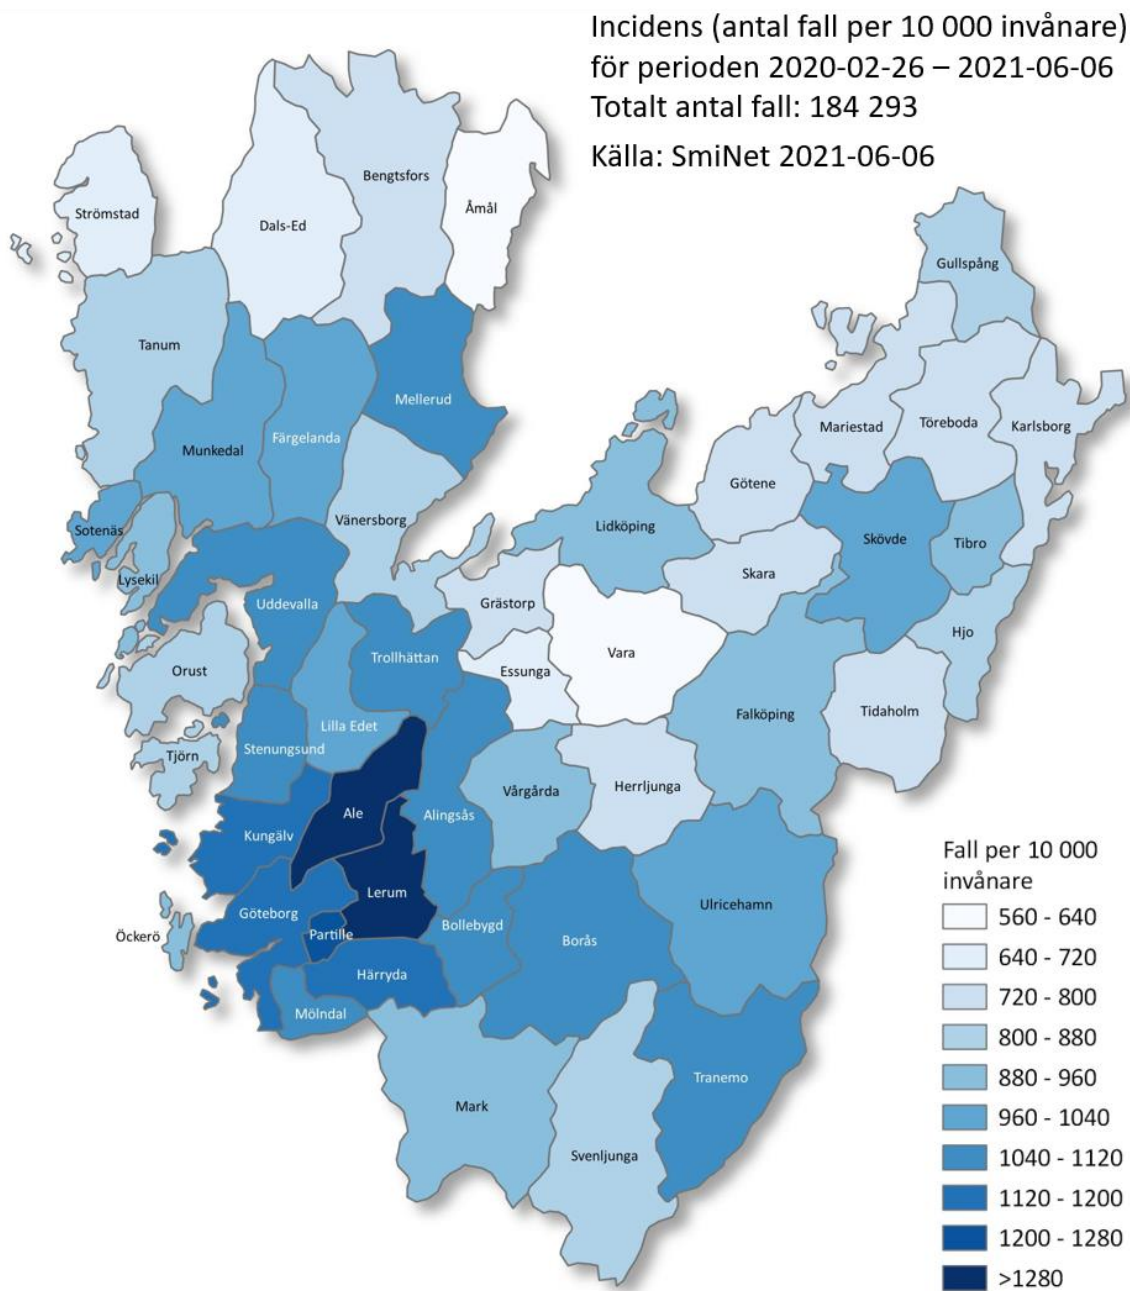 Incidens (antal fall per 10 000 invånare)
för perioden 2020-02-26 – 2021-06-06
Totalt antal fall: 184 293
Källa: SmiNet 2021-06-06
Bengtsfors
Åmål
Strömstad
Dals-Ed
Gullspång
Tanum
Mellerud
Mariestad
Töreboda
Karlsborg
Munkedal
Färgelanda
Götene
Vänersborg
Lidköping
Sotenäs
Skövde
Tibro
Lysekil
Skara
Uddevalla
Grästorp
Hjo
Orust
Trollhättan
Essunga
Vara
Tidaholm
Lilla Edet
Falköping
Stenungsund
Tjörn
Vårgårda
Herrljunga
Ale
Alingsås
Kungälv
Lerum
Ulricehamn
Göteborg
Bollebygd
Öckerö
Partille
Borås
Härryda
Mölndal
Tranemo
Mark
Svenljunga
Fall per 10 000
invånare
560 - 640
640 - 720
720 - 800
800 - 880
880 - 960
960 - 1040
1040 - 1120
1120 - 1200
1200 - 1280
>1280